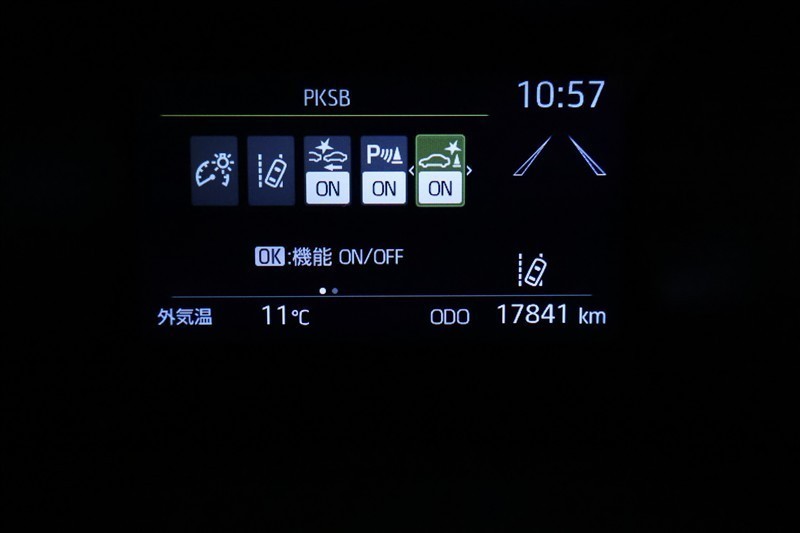 PKSB
10:57
P
ON ON ON
OK:機能 ON/OFF
外気温 11℃ ODO 17841 km